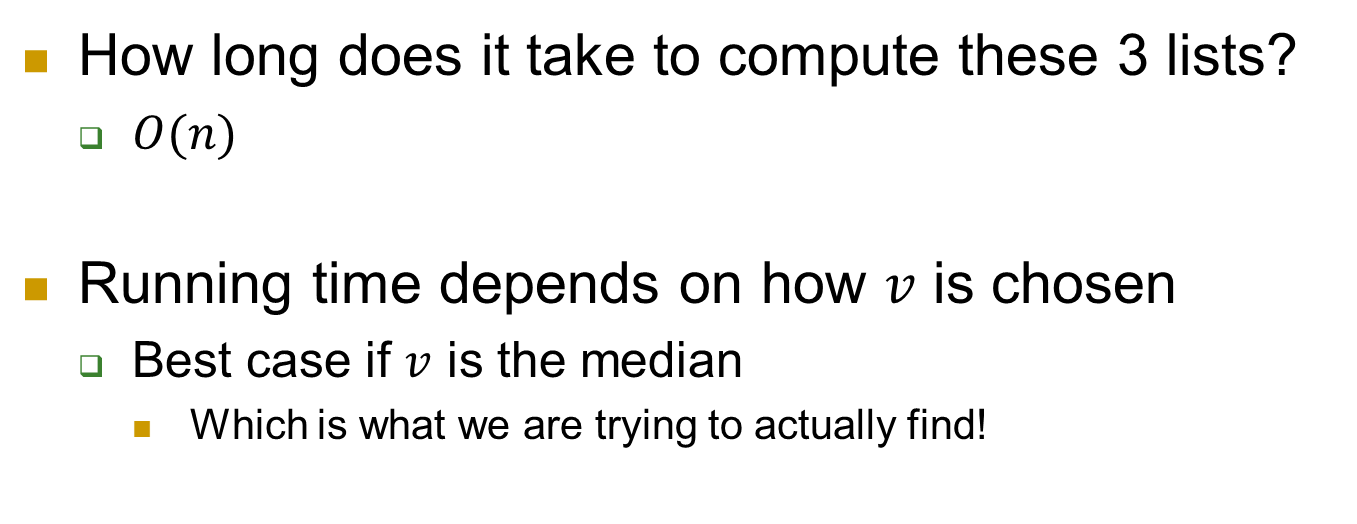 How long does it take to compute these 3 lists?
O(n)
Running time depends on how v is chosen
Best case if v is the median
Which is what we are trying to actually find!